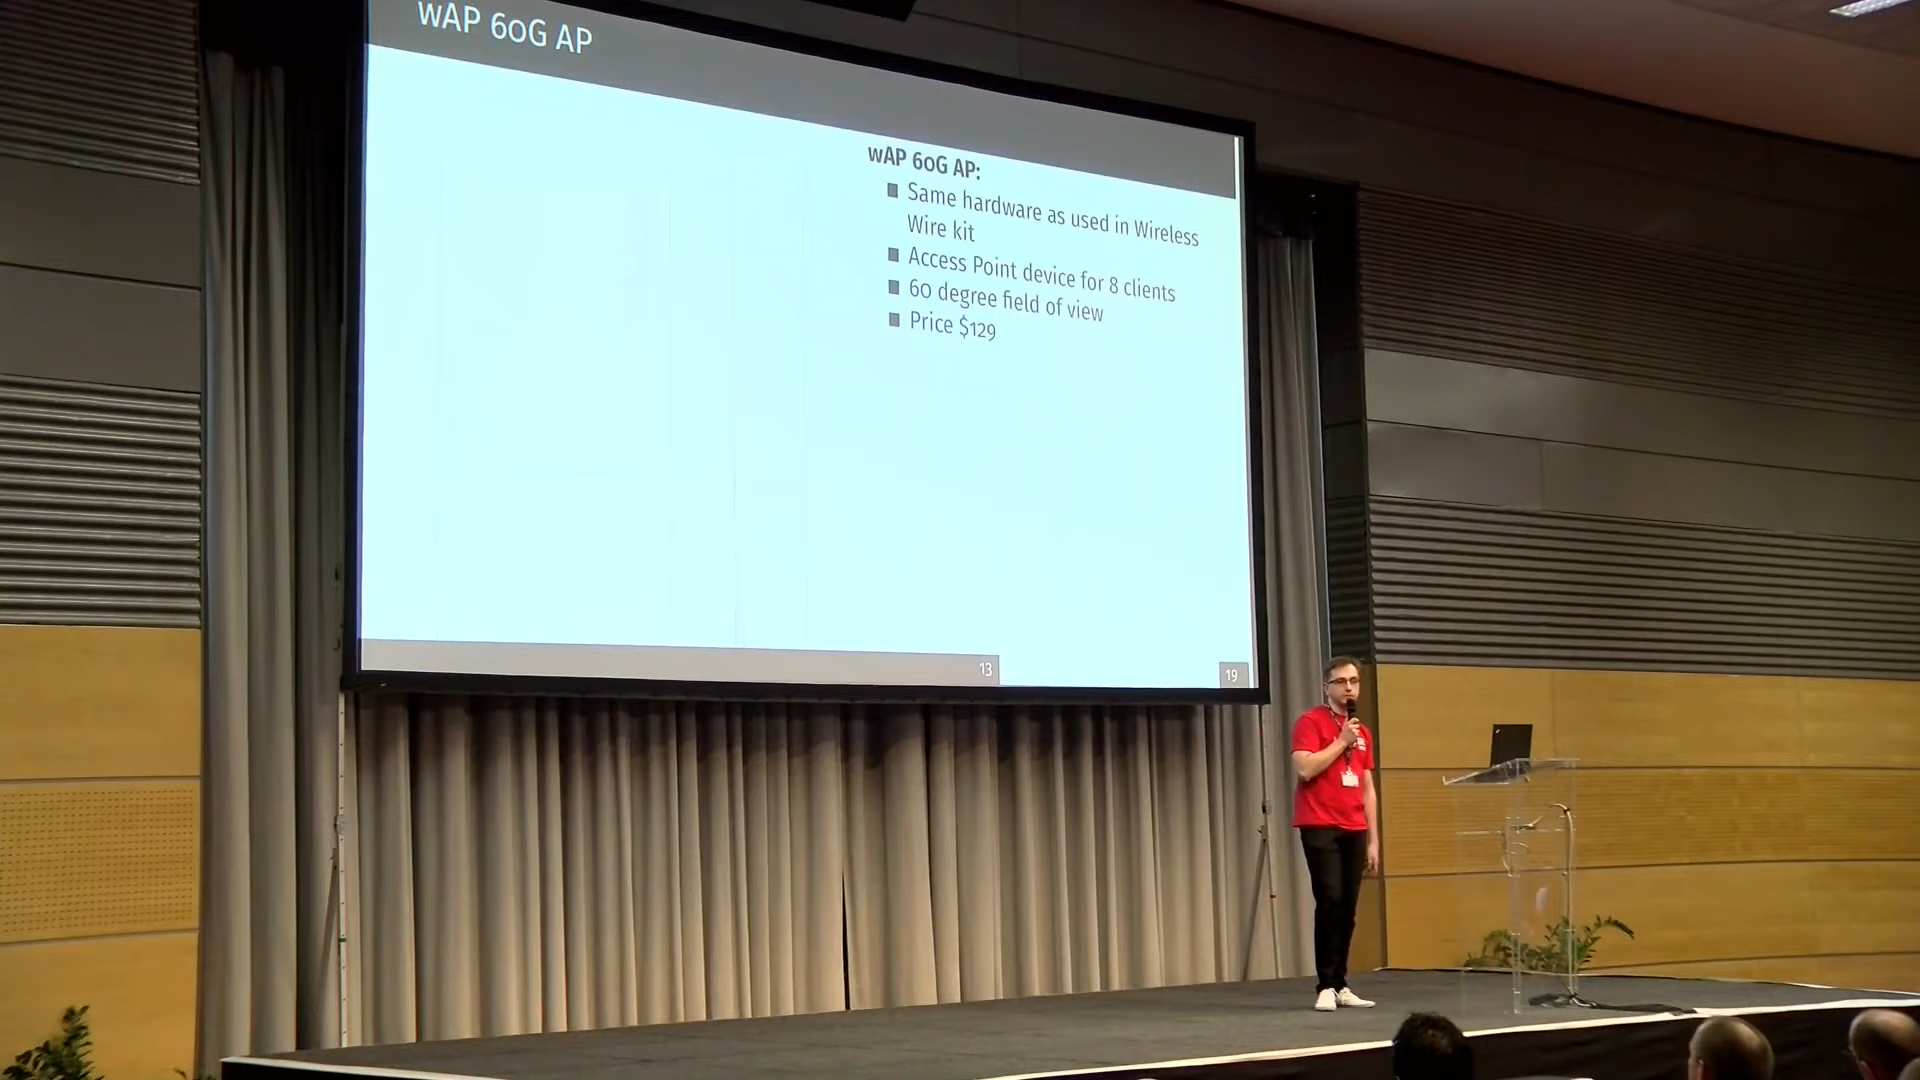 wAP 60G AP
wAP 60G AP:
Same hardware as used in Wireless
Wire kit
Access Point device for 8 clients
60 degree field of view
Price $129
13
19